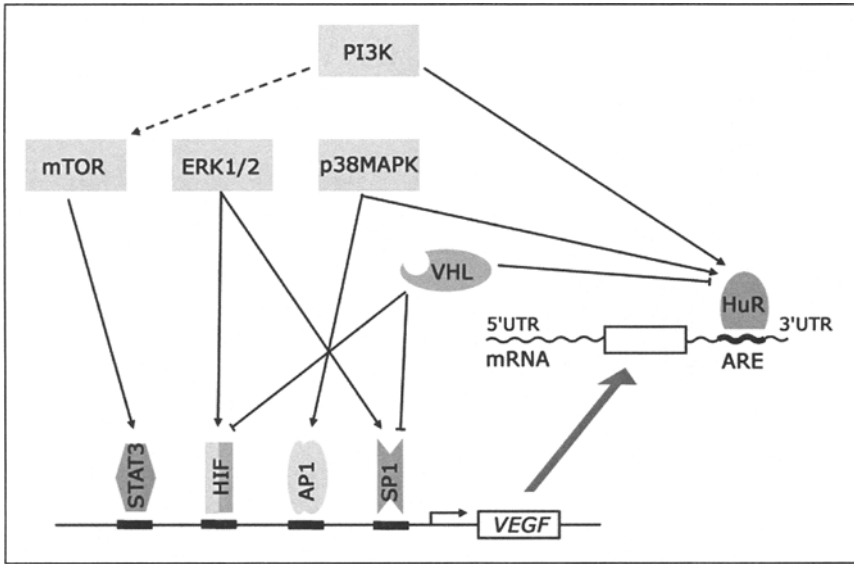 PI3K
mTOR
ERK1/2
p38MAPK
VHL
HuR
5'UTR
3'UTR
mRNA
ARE
STAT3
HIF
AP1
SP1
VEGF